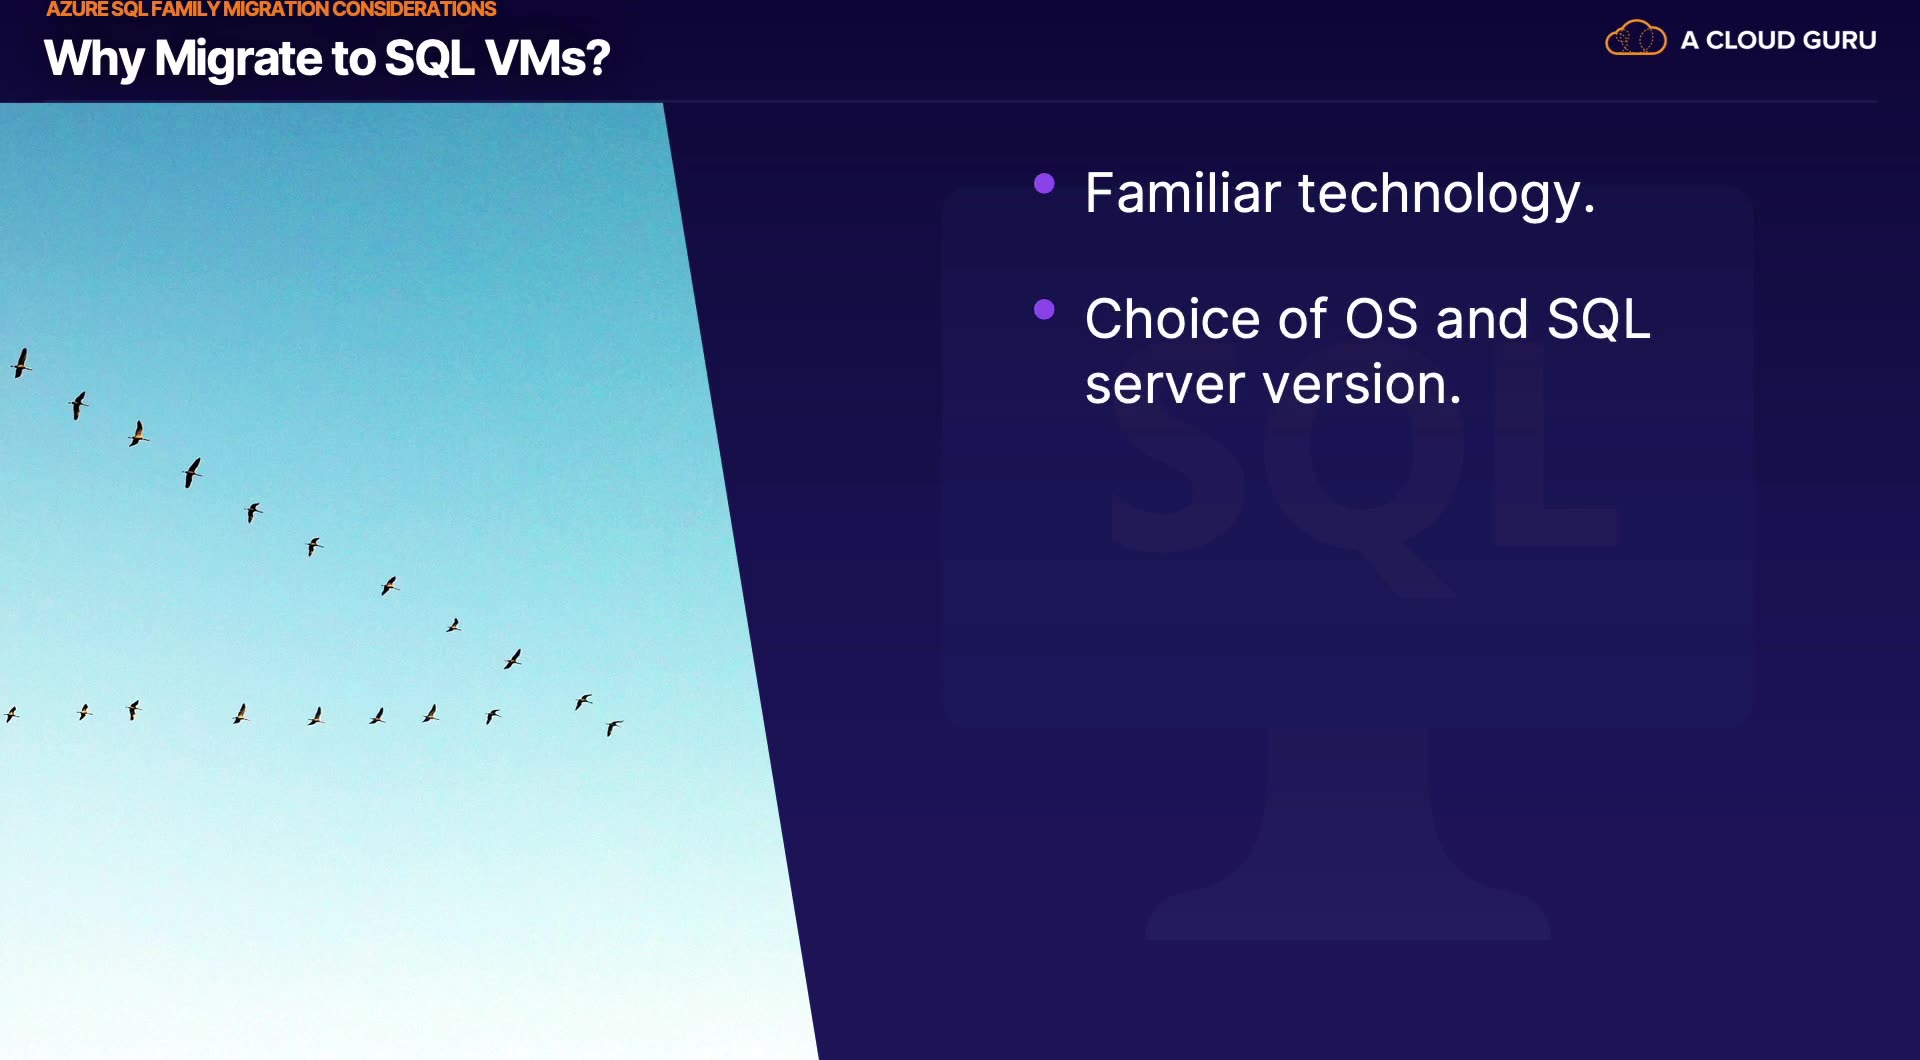 AZURE SQL FAMILY MIGRATION CONSIDERATIONS
Why Migrate to SQL VMs?
A CLOUD GURU
Familiar technology.
Choice of OS and SQL
server version.
SQL